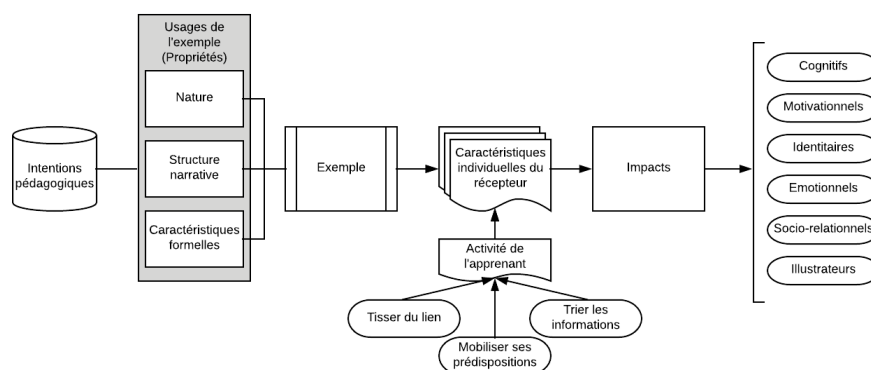 Usages de
l'exemple
(Propriétés)
Nature
Structure
narrative
Caractéristiques
formelles
Intentions
pédagogiques
Exemple
Caractéristiques
individuelles du
récepteur
Impacts
Cognitifs
Motivationnels
Identitaires
Emotionnels
Socio-relationnels
Illustrateurs
Activité de
l'apprenant
Tisser du lien
Mobiliser ses
prédispositions
Trier les
informations